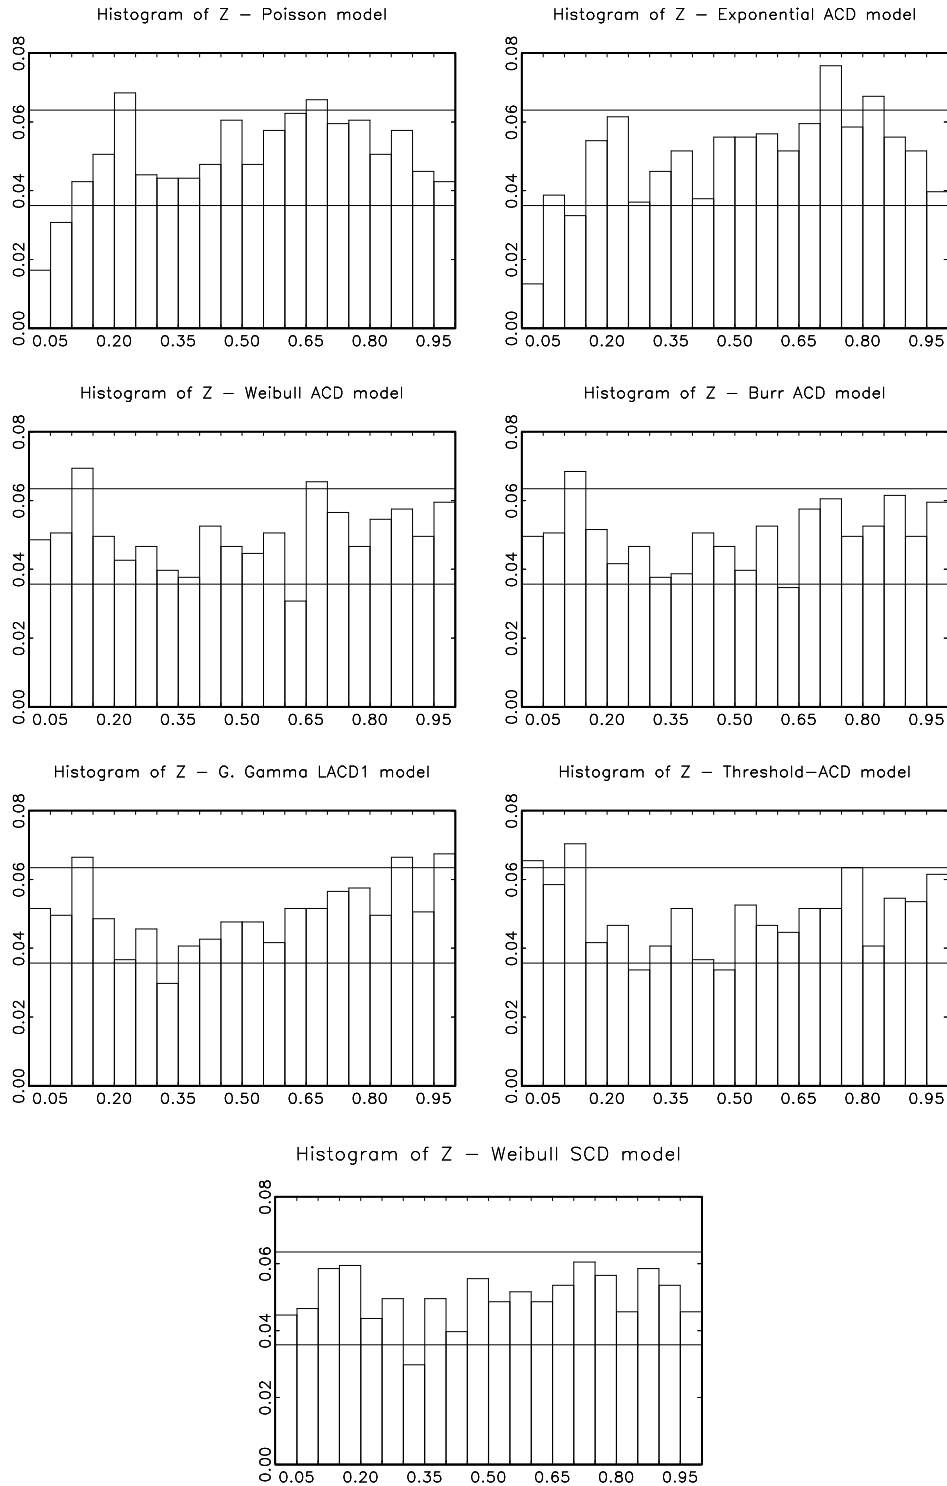 Histogram of Z – Poisson model
0.08
0.06
0.04
0.02
0.00
0.05 0.20 0.35 0.50 0.65 0.80 0.95
Histogram of Z – Exponential ACD model
0.08
0.06
0.04
0.02
0.00
0.05 0.20 0.35 0.50 0.65 0.80 0.95
Histogram of Z – Weibull ACD model
0.08
0.06
0.04
0.02
0.00
0.05 0.20 0.35 0.50 0.65 0.80 0.95
Histogram of Z – Burr ACD model
0.08
0.06
0.04
0.02
0.00
0.05 0.20 0.35 0.50 0.65 0.80 0.95
Histogram of Z – G. Gamma LACD1 model
0.08
0.06
0.04
0.02
0.00
0.05 0.20 0.35 0.50 0.65 0.80 0.95
Histogram of Z – Threshold–ACD model
0.08
0.06
0.04
0.02
0.00
0.05 0.20 0.35 0.50 0.65 0.80 0.95
Histogram of Z – Weibull SCD model
0.08
0.06
0.04
0.02
0.00
0.05 0.20 0.35 0.50 0.65 0.80 0.95